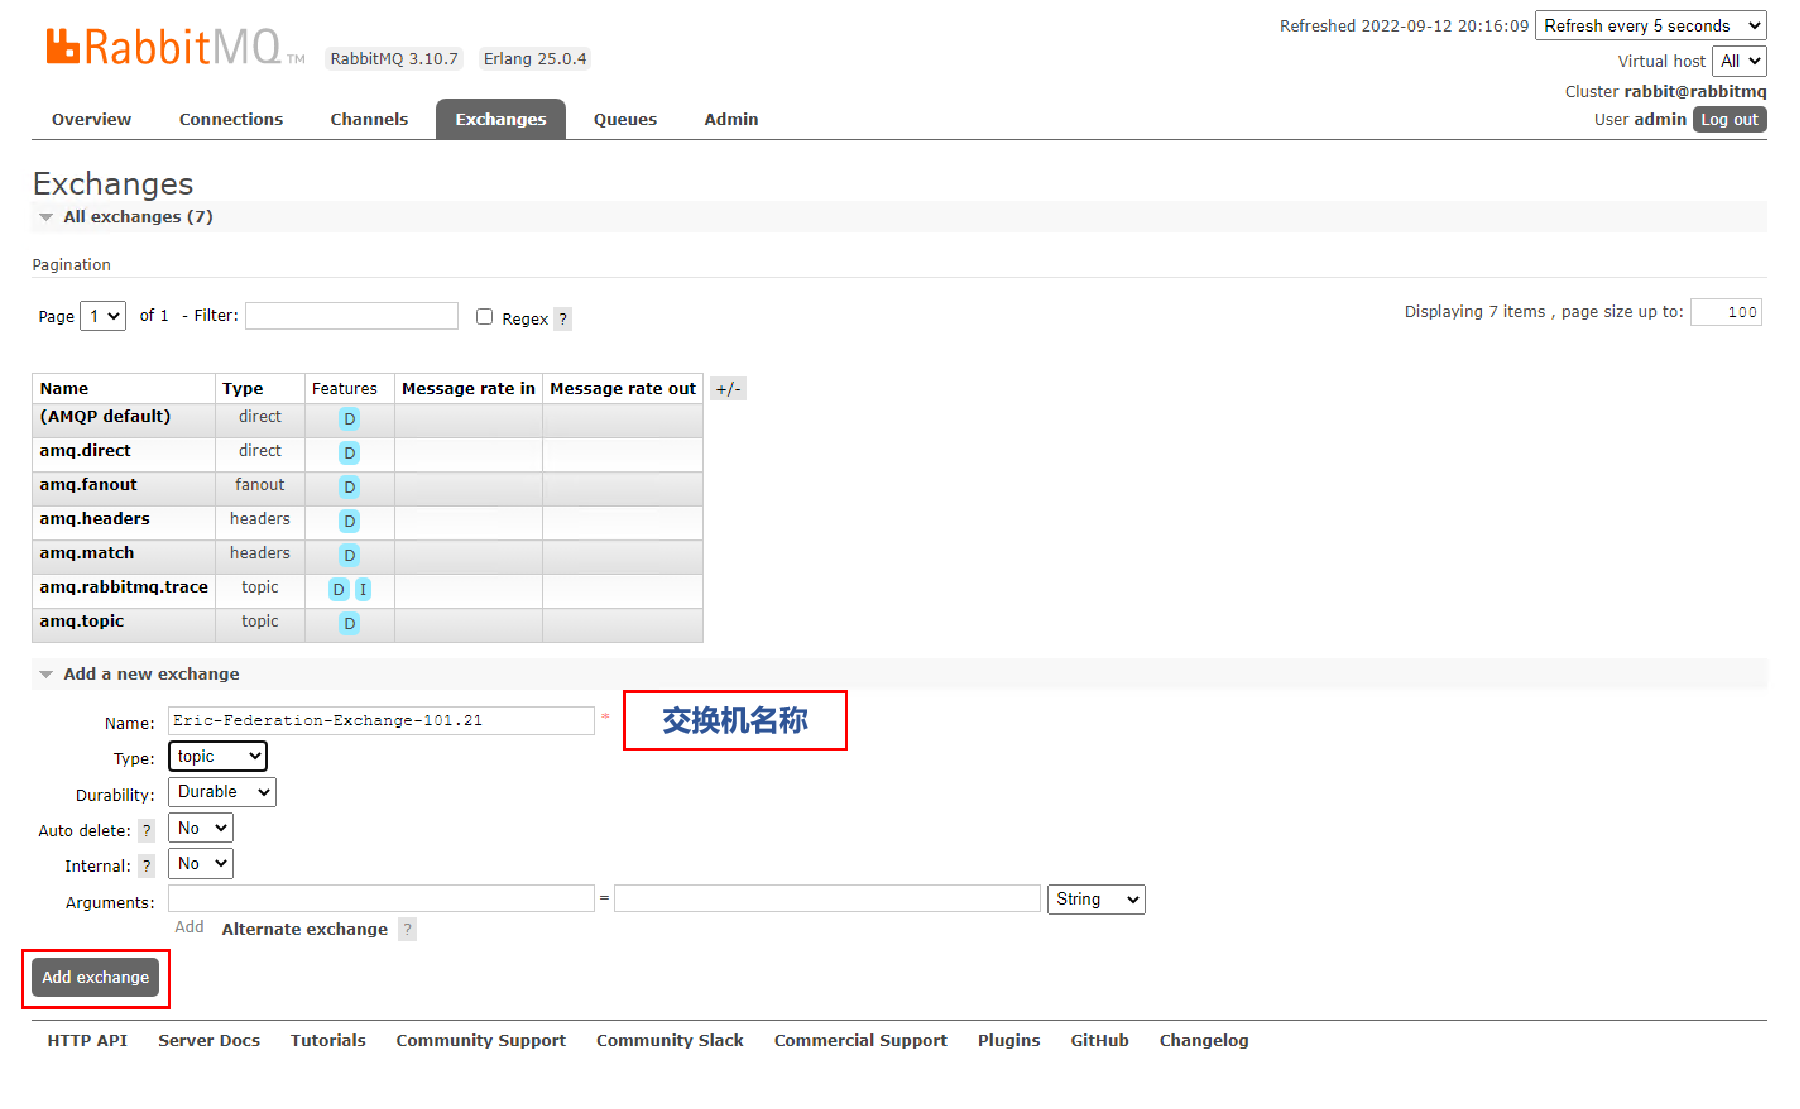 RabbitMQ TM RabbitMQ 3.10.7 Erlang 25.0.4
Refreshed 2022-09-12 20:16:09 Refresh every 5 seconds
Virtual host All
Cluster rabbit@rabbitmq
User admin Log out
Overview Connections Channels Exchanges Queues Admin
Exchanges
All exchanges (7)
Pagination
Page 1 of 1 - Filter: Regex ? Displaying 7 items , page size up to: 100
Name Type Features Message rate in Message rate out +/-
(AMQP default) direct D
amq.direct direct D
amq.fanout fanout D
amq.headers headers D
amq.match headers D
amq.rabbitmq.trace topic D I
amq.topic topic D
Add a new exchange
Name: Eric-Federation-Exchange-101.21 * 交换机名称
Type: topic
Durability: Durable
Auto delete: ? No
Internal: ? No
Arguments: = String
Add Alternate exchange ?
Add exchange
HTTP API Server Docs Tutorials Community Support Community Slack Commercial Support Plugins GitHub Changelog